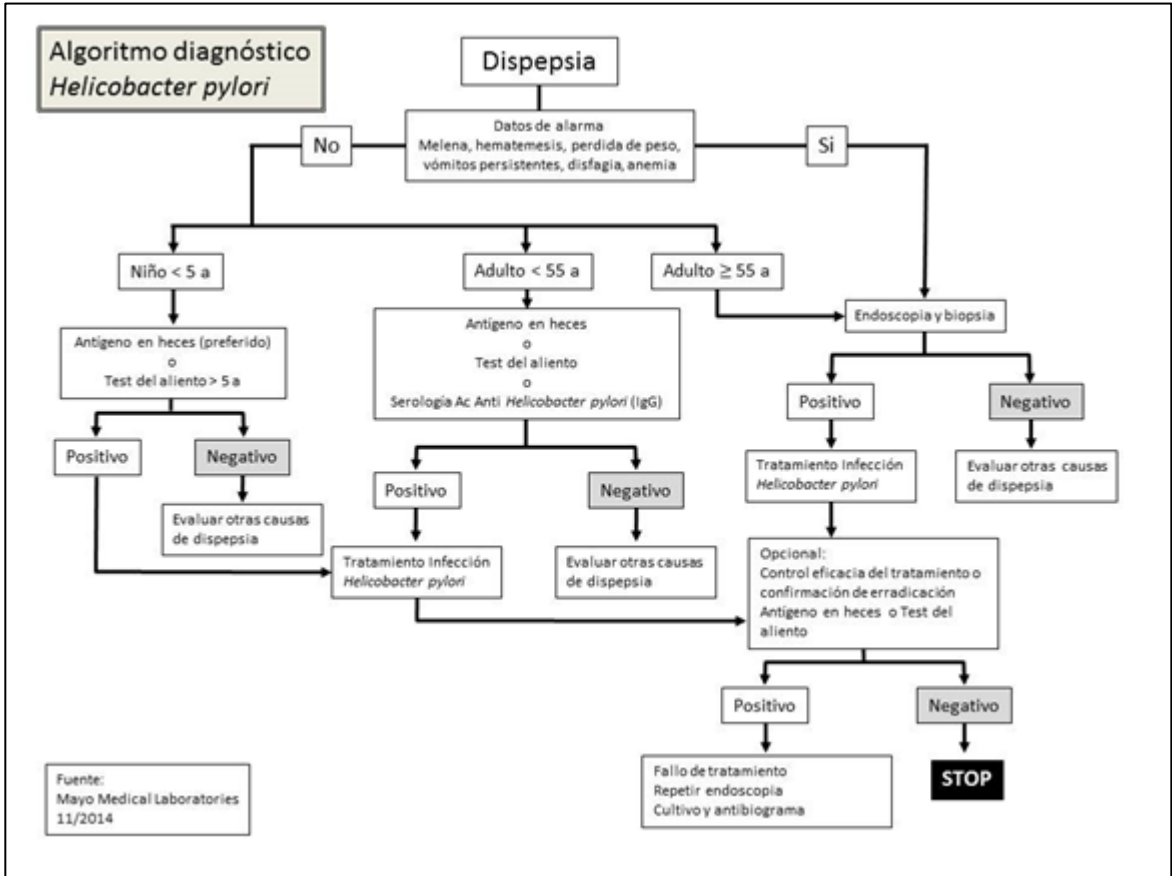 Algoritmo diagnóstico
Helicobacter pylori
Dispepsia
Datos de alarma
Melena, hematemesis, perdida de peso,
vómitos persistentes, disfagia, anemia
No
Si
Niño < 5 a
Adulto < 55 a
Adulto ≥ 55 a
Antígeno en heces (preferido)
o
Test del aliento > 5 a
Antígeno en heces
o
Test del aliento
o
Serología Ac Anti Helicobacter pylori (IgG)
Endoscopia y biopsia
Positivo
Negativo
Positivo
Negativo
Positivo
Negativo
Evaluar otras causas
de dispepsia
Tratamiento Infección
Helicobacter pylori
Evaluar otras causas
de dispepsia
Tratamiento Infección
Helicobacter pylori
Evaluar otras causas
de dispepsia
Opcional:
Control eficacia del tratamiento o
confirmación de erradicación
Antígeno en heces o Test del
aliento
Positivo
Negativo
Fallo de tratamiento
Repetir endoscopia
Cultivo y antibiograma
STOP
Fuente:
Mayo Medical Laboratories
11/2014